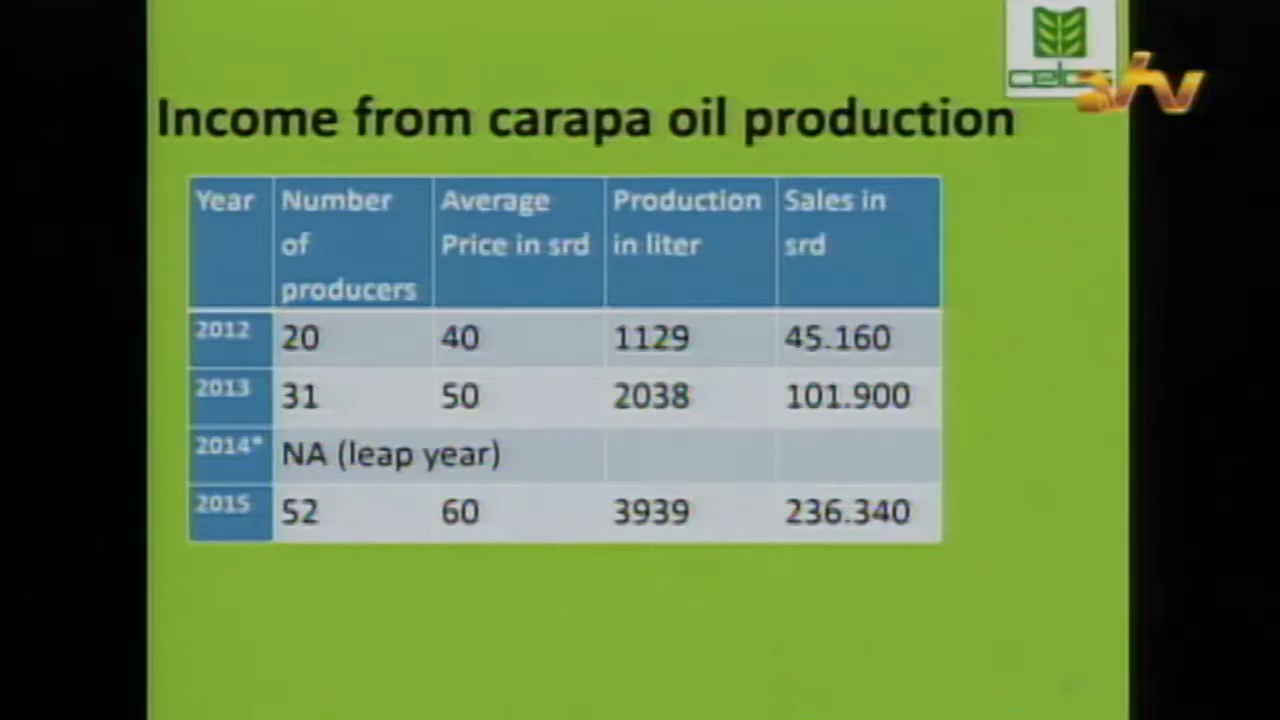 Income from carapa oil production
Year Number of producers Average Price in srd Production in liter Sales in srd
2012 20 40 1129 45.160
2013 31 50 2038 101.900
2014* NA (leap year)
2015 52 60 3939 236.340
stv